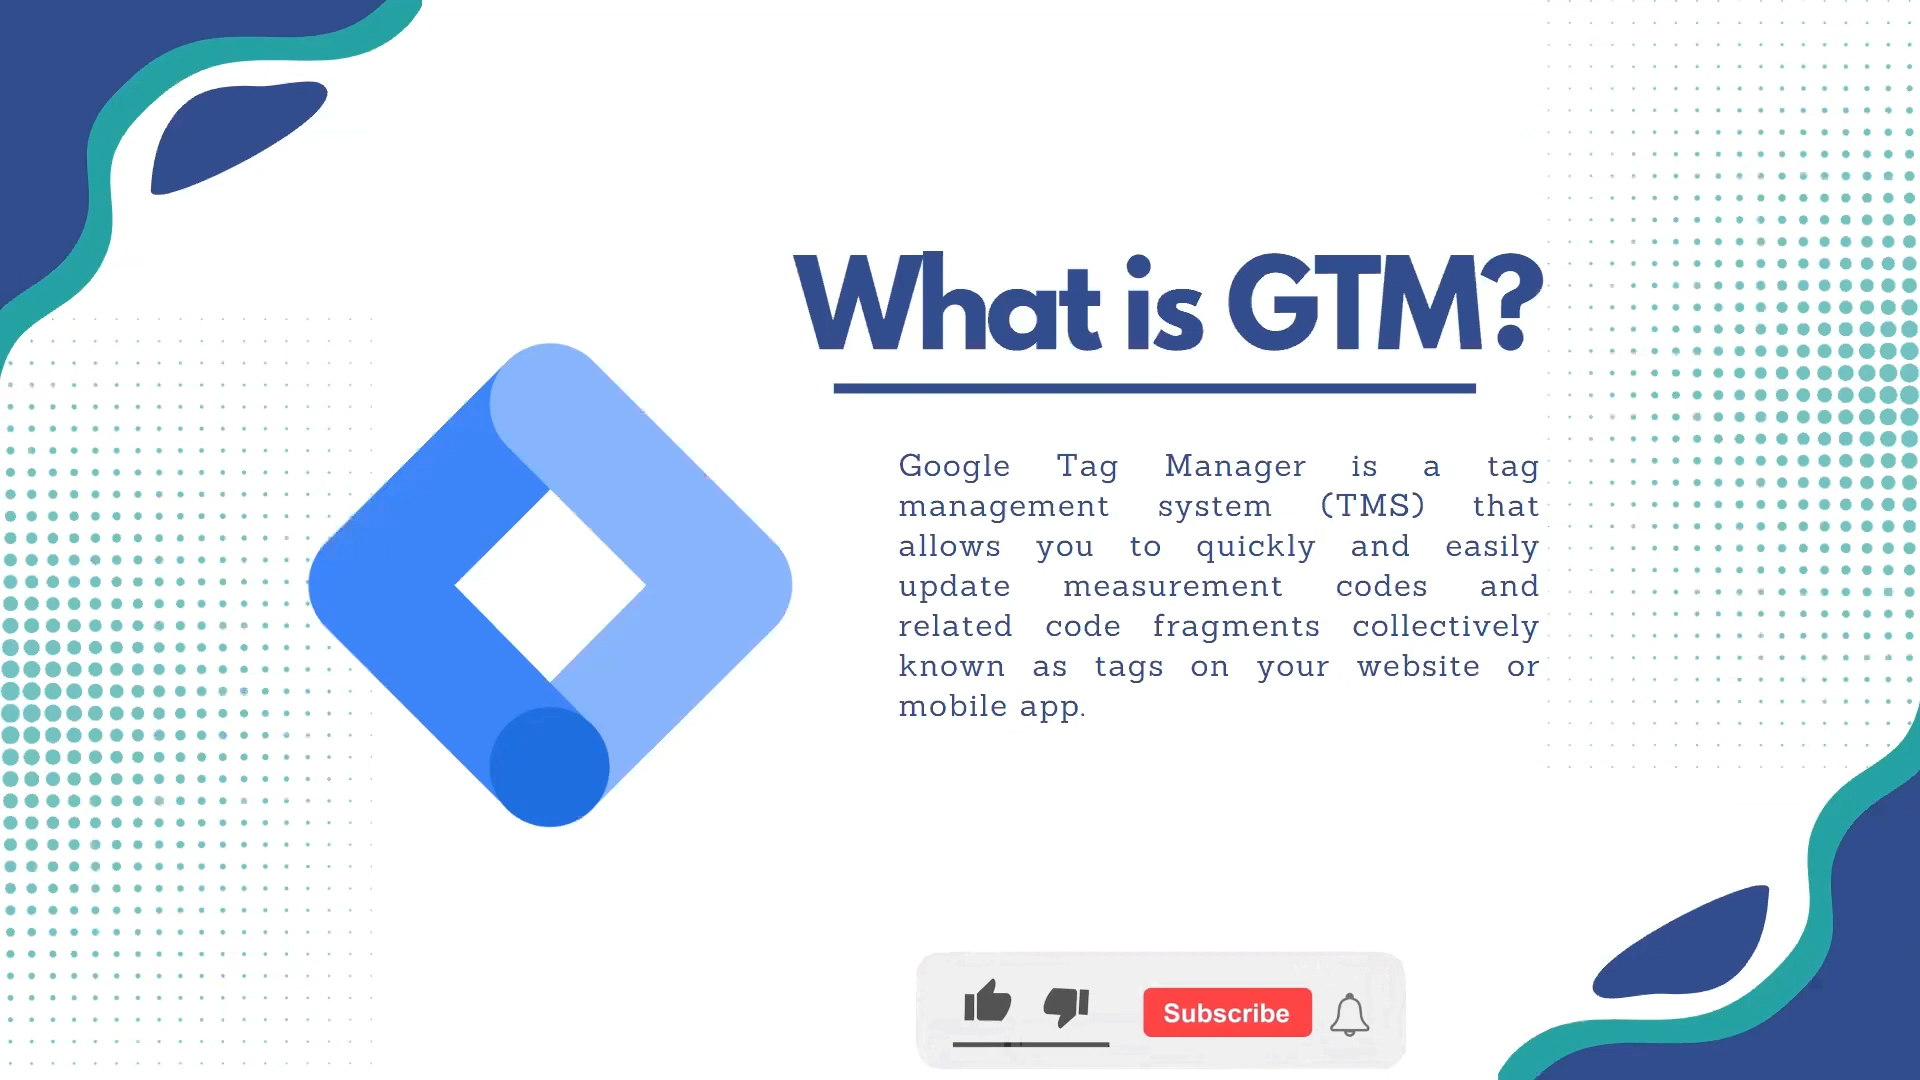 What is GTM?
Google Tag Manager is a tag
management system (TMS) that
allows you to quickly and easily
update measurement codes and
related code fragments collectively
known as tags on your website or
mobile app.
Subscribe